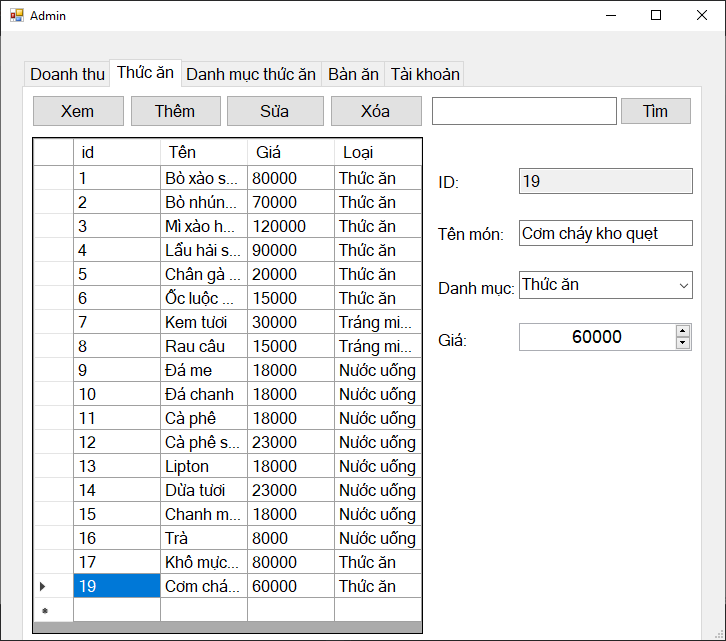 Admin
Doanh thu Thức ăn Danh mục thức ăn Bàn ăn Tài khoản
Xem Thêm Sửa Xóa Tìm
id Tên Giá Loại
1 Bò xào s... 80000 Thức ăn
2 Bò nhún... 70000 Thức ăn
3 Mì xào h... 120000 Thức ăn
4 Lẩu hải s... 90000 Thức ăn
5 Chân gà ... 20000 Thức ăn
6 Ốc luộc ... 15000 Thức ăn
7 Kem tươi 30000 Tráng mi...
8 Rau câu 15000 Tráng mi...
9 Đá me 18000 Nước uống
10 Đá chanh 18000 Nước uống
11 Cà phê 18000 Nước uống
12 Cà phê s... 23000 Nước uống
13 Lipton 18000 Nước uống
14 Dừa tươi 23000 Nước uống
15 Chanh m... 18000 Nước uống
16 Trà 8000 Nước uống
17 Khô mực... 80000 Thức ăn
19 Cơm chá... 60000 Thức ăn
ID: 19
Tên món: Cơm cháy kho quẹt
Danh mục: Thức ăn
Giá: 60000